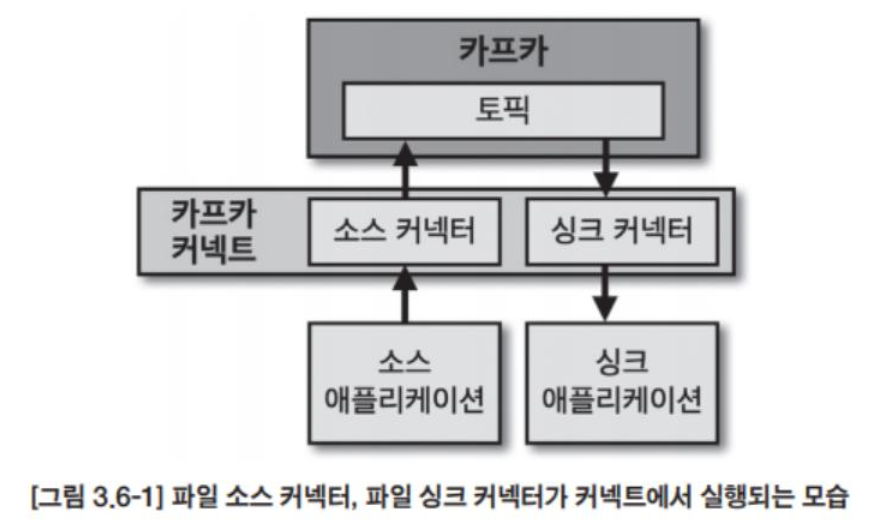 카프카
토픽
카프카
커넥트
소스 커넥터
싱크 커넥터
소스
애플리케이션
싱크
애플리케이션
[그림 3.6-1] 파일 소스 커넥터, 파일 싱크 커넥터가 커넥트에서 실행되는 모습